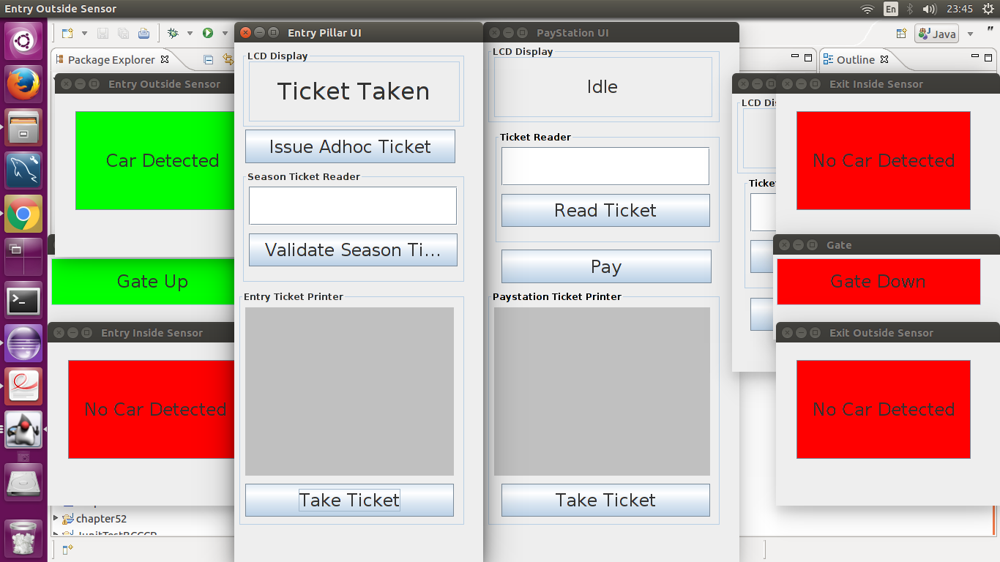 Entry Outside Sensor
En
23:45
Java
Package Explorer
Outline
Entry Outside Sensor
Car Detected
Gate Up
Entry Inside Sensor
No Car Detected
chapter52
Entry Pillar UI
LCD Display
Ticket Taken
Issue Adhoc Ticket
Season Ticket Reader
Validate Season Ti...
Entry Ticket Printer
Take Ticket
PayStation UI
LCD Display
Idle
Ticket Reader
Read Ticket
Pay
Paystation Ticket Printer
Take Ticket
LCD Di
Ticket
Exit Inside Sensor
No Car Detected
Gate
Gate Down
Exit Outside Sensor
No Car Detected